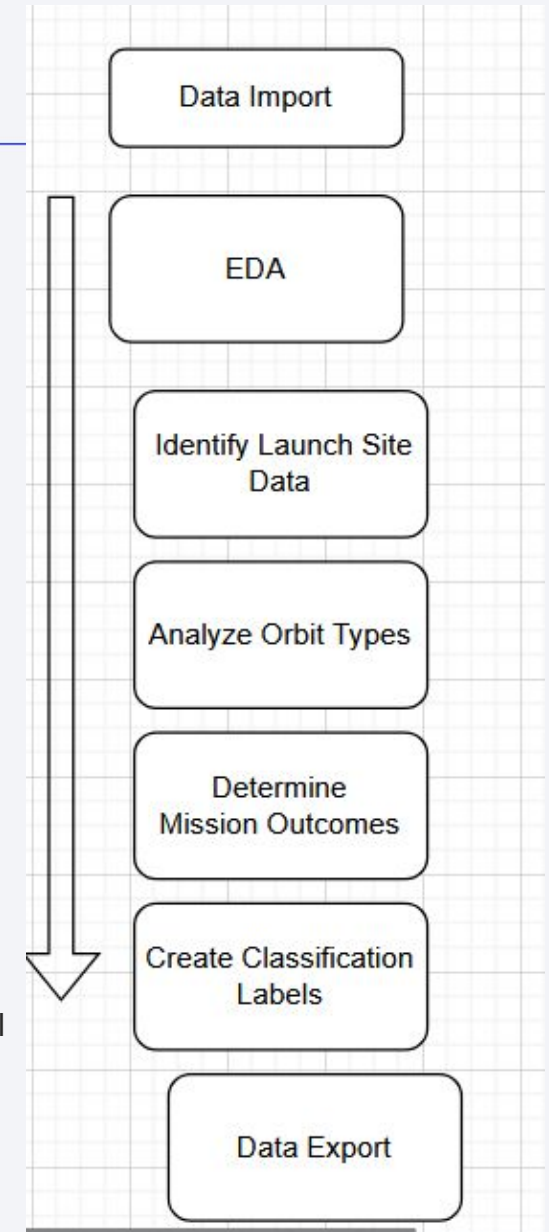 Data Import
EDA
Identify Launch Site
Data
Analyze Orbit Types
Determine
Mission Outcomes
Create Classification
Labels
Data Export